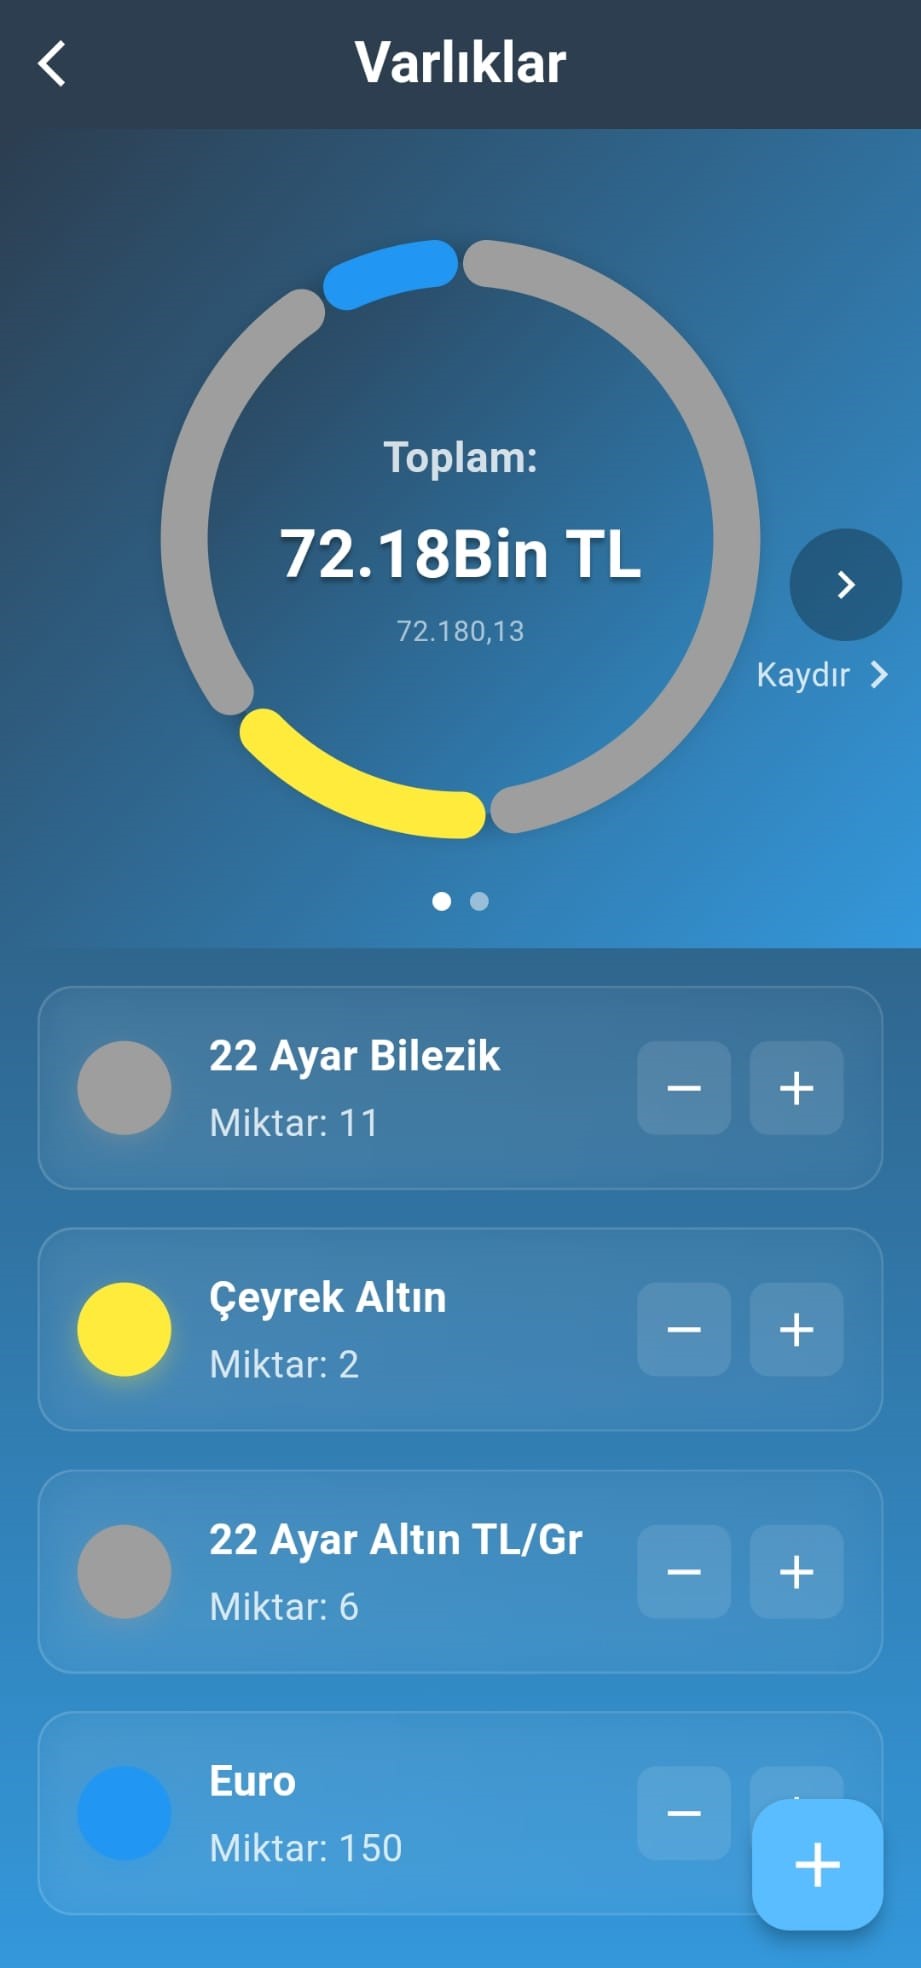 Varlıklar
Toplam:
72.18Bin TL
72.180,13
Kaydır
22 Ayar Bilezik
Miktar: 11
Çeyrek Altın
Miktar: 2
22 Ayar Altın TL/Gr
Miktar: 6
Euro
Miktar: 150